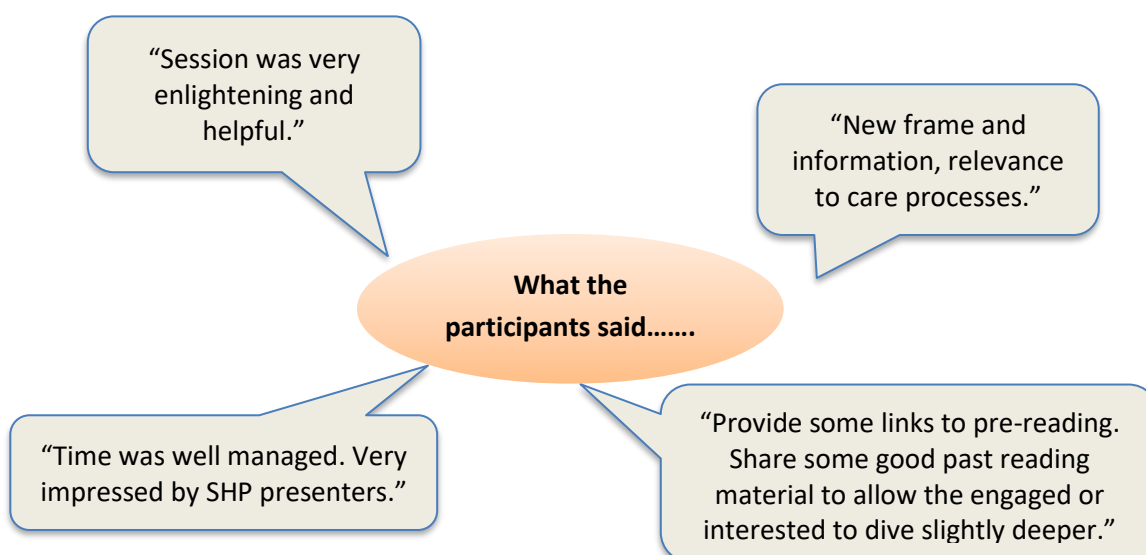 “Session was very
enlightening and
helpful.”
“New frame and
information, relevance
to care processes.”
What the
participants said…….
“Time was well managed. Very
impressed by SHP presenters.”
“Provide some links to pre-reading.
Share some good past reading
material to allow the engaged or
interested to dive slightly deeper.”